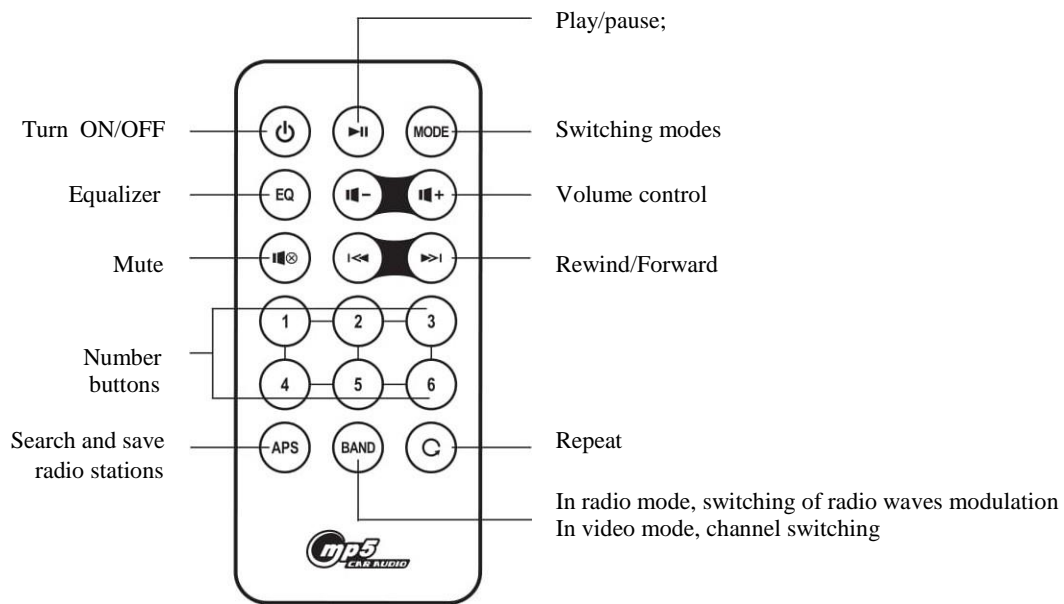 Play/pause;
Turn ON/OFF
MODE
Switching modes
Equalizer
EQ
Volume control
Mute
Rewind/Forward
1 2 3
Number
buttons
4 5 6
Search and save
radio stations
APS BAND
Repeat
In radio mode, switching of radio waves modulation
In video mode, channel switching
mp5
CAR AUDIO